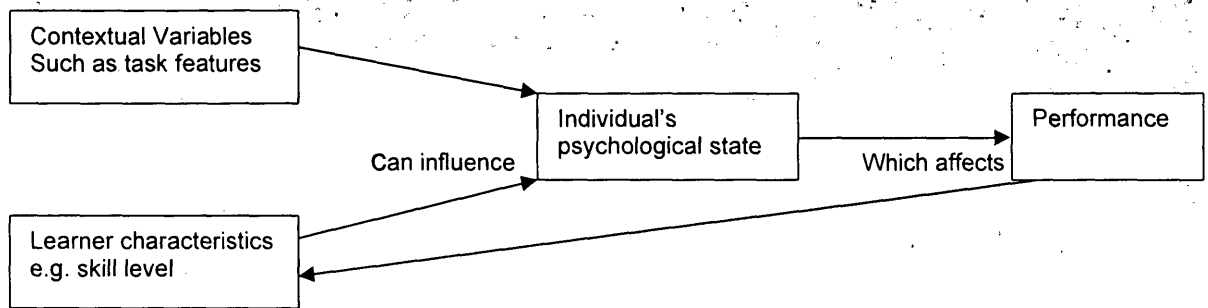 Contextual Variables
Such as task features
Individual's
psychological state
Performance
Can influence
Which affects
Learner characteristics
e.g. skill level